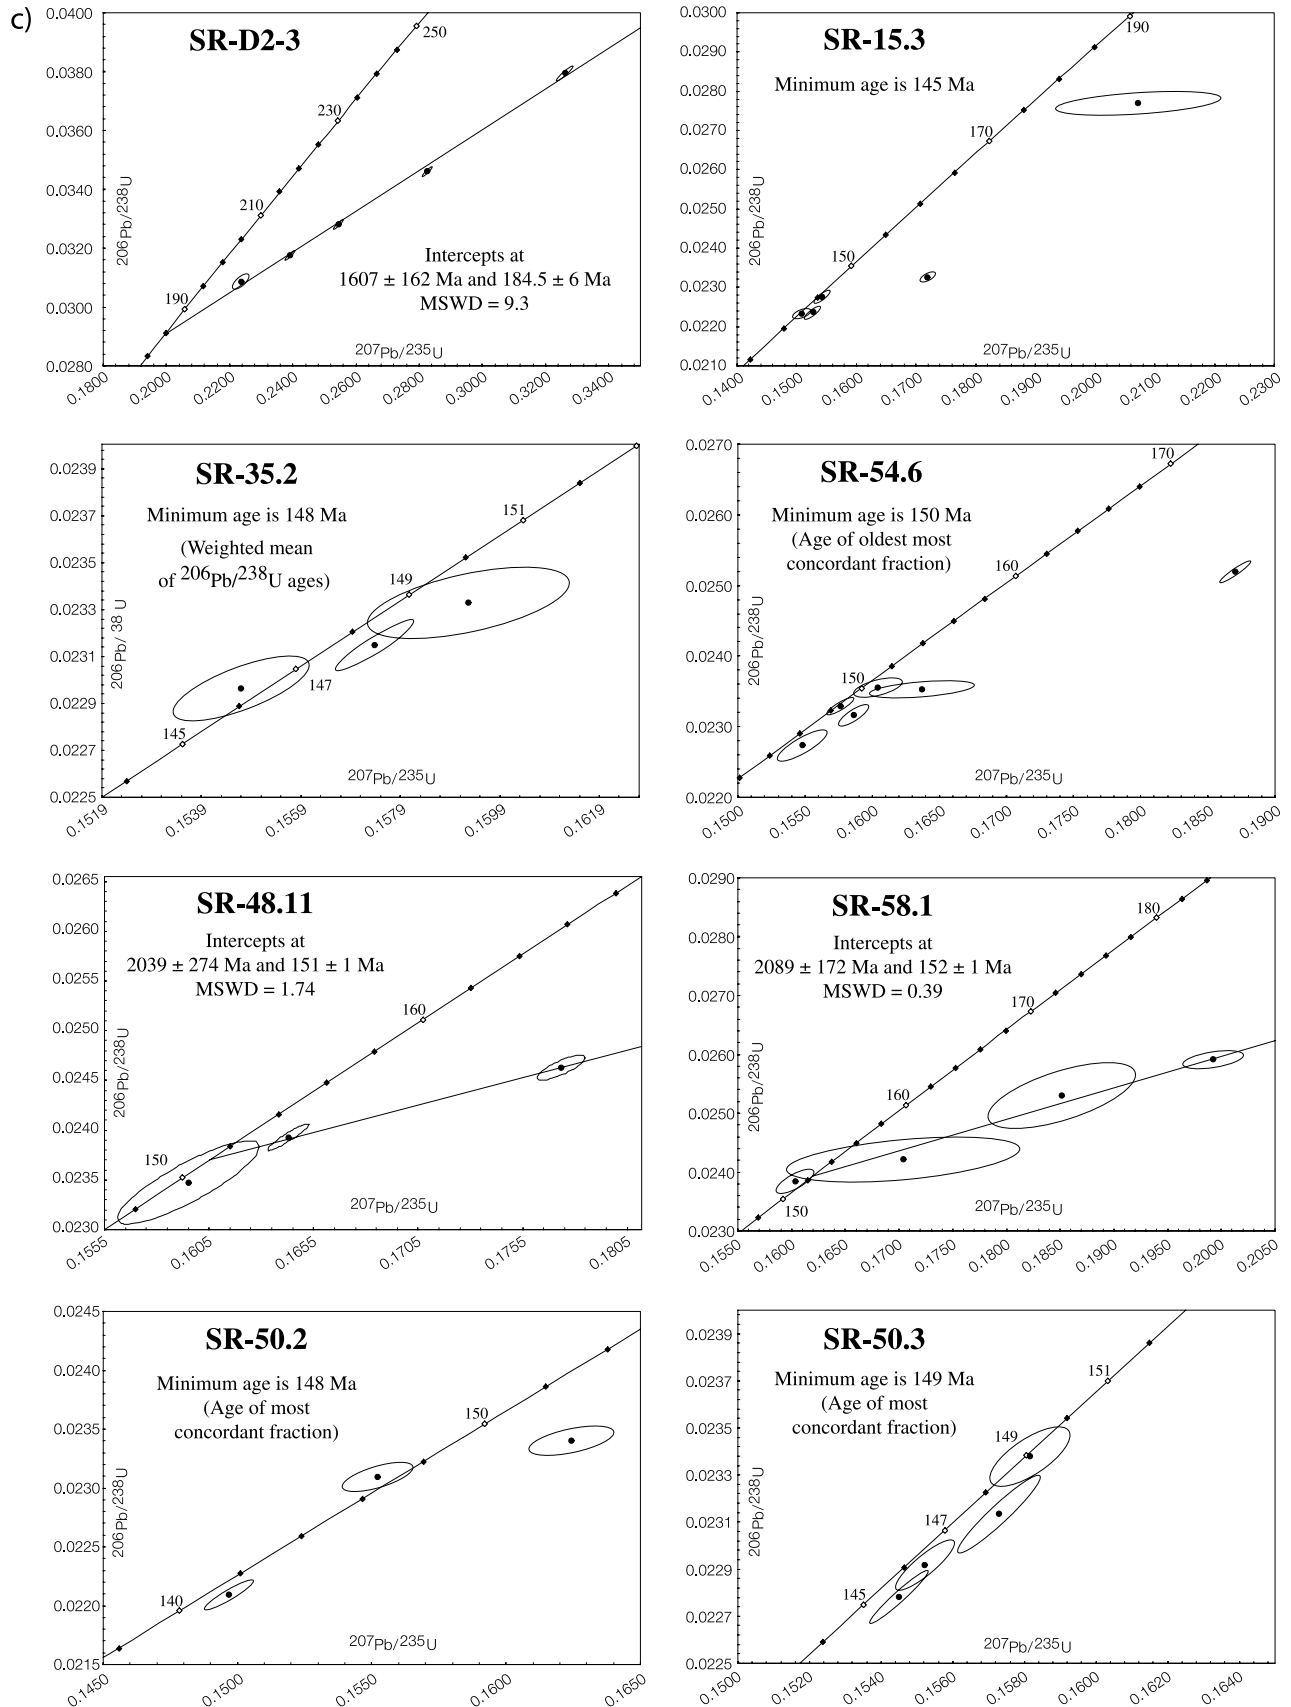 c)
SR-D2-3
Intercepts at
1607 ± 162 Ma and 184.5 ± 6 Ma
MSWD = 9.3
206Pb/238U
207Pb/235U
190
210
230
250
0.0400
0.0380
0.0360
0.0340
0.0320
0.0300
0.0280
0.1800 0.2000 0.2200 0.2400 0.2600 0.2800 0.3000 0.3200 0.3400
SR-15.3
Minimum age is 145 Ma
206Pb/238U
207Pb/235U
150
170
190
0.0300
0.0290
0.0280
0.0270
0.0260
0.0250
0.0240
0.0230
0.0220
0.0210
0.1400 0.1500 0.1600 0.1700 0.1800 0.1900 0.2000 0.2100 0.2200 0.2300
SR-35.2
Minimum age is 148 Ma
(Weighted mean
of 206Pb/238U ages)
206Pb/ 38 U
207Pb/235U
145
147
149
151
0.0239
0.0237
0.0235
0.0233
0.0231
0.0229
0.0227
0.0225
0.1519 0.1539 0.1559 0.1579 0.1599 0.1619
SR-54.6
Minimum age is 150 Ma
(Age of oldest most
concordant fraction)
206Pb/238U
207Pb/235U
150
160
170
0.0270
0.0260
0.0250
0.0240
0.0230
0.0220
0.1500 0.1550 0.1600 0.1650 0.1700 0.1750 0.1800 0.1850 0.1900
SR-48.11
Intercepts at
2039 ± 274 Ma and 151 ± 1 Ma
MSWD = 1.74
206Pb/238U
207Pb/235U
150
160
0.0265
0.0260
0.0255
0.0250
0.0245
0.0240
0.0235
0.0230
0.1555 0.1605 0.1655 0.1705 0.1755 0.1805
SR-58.1
Intercepts at
2089 ± 172 Ma and 152 ± 1 Ma
MSWD = 0.39
206Pb/238U
207Pb/235U
150
160
170
180
0.0290
0.0280
0.0270
0.0260
0.0250
0.0240
0.0230
0.1550 0.1600 0.1650 0.1700 0.1750 0.1800 0.1850 0.1900 0.1950 0.2000 0.2050
SR-50.2
Minimum age is 148 Ma
(Age of most
concordant fraction)
206Pb/238U
207Pb/235U
140
150
0.0245
0.0240
0.0235
0.0230
0.0225
0.0220
0.0215
0.1450 0.1500 0.1550 0.1600 0.1650
SR-50.3
Minimum age is 149 Ma
(Age of most
concordant fraction)
206Pb/238U
207Pb/235U
145
147
149
151
0.0239
0.0237
0.0235
0.0233
0.0231
0.0229
0.0227
0.0225
0.1500 0.1520 0.1540 0.1560 0.1580 0.1600 0.1620 0.1640